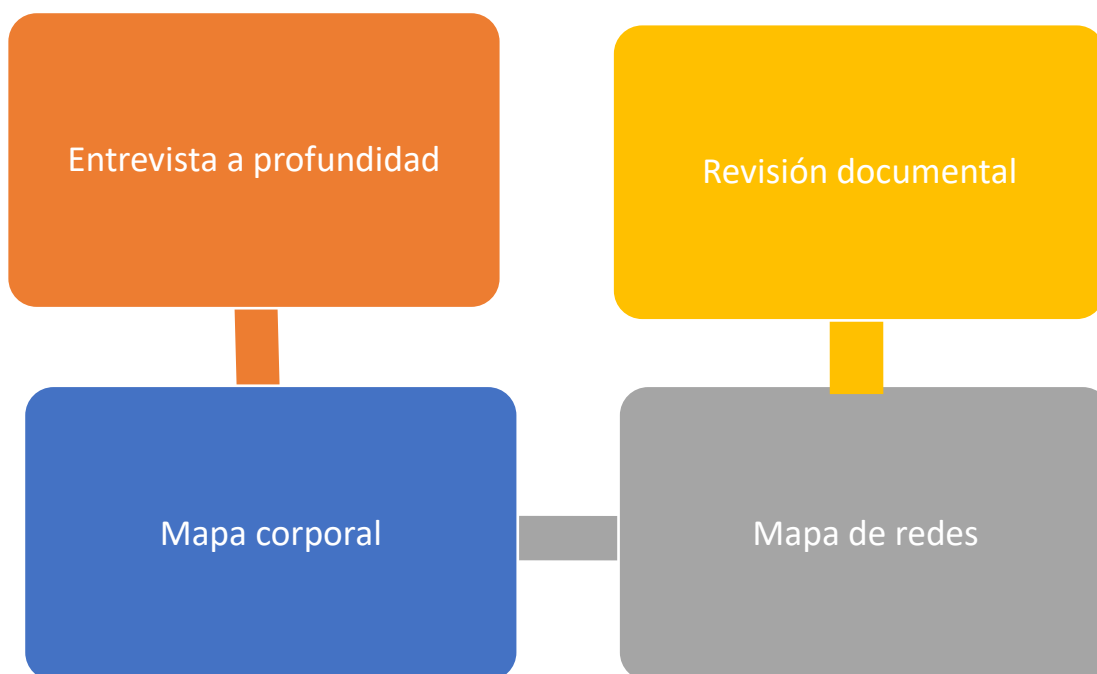 Entrevista a profundidad
Revisión documental
Mapa corporal
Mapa de redes